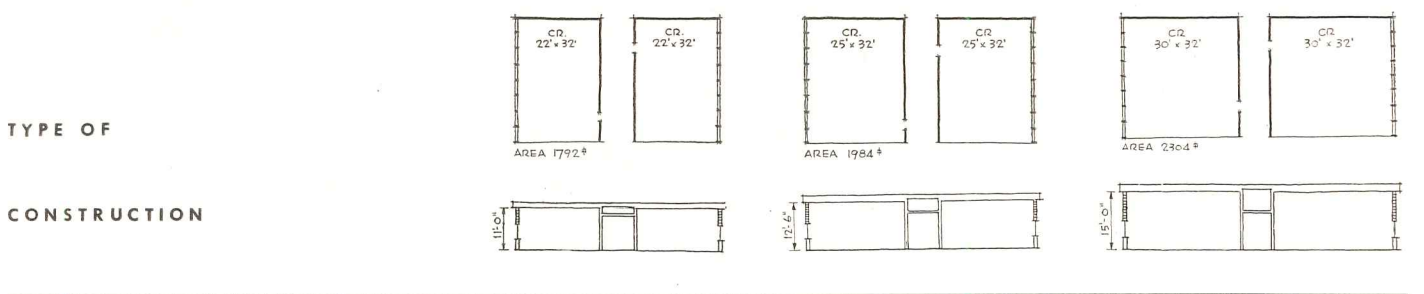 CR.
22'x 32'
CR.
22'x 32'
CR.
25'x 32'
CR.
25'x 32'
CR
30' x 32'
CR
30' x 32'
TYPE OF
AREA 1792⌗
AREA 1984⌗
AREA 2304⌗
CONSTRUCTION
11'-0"
12'-6"
15'-0"